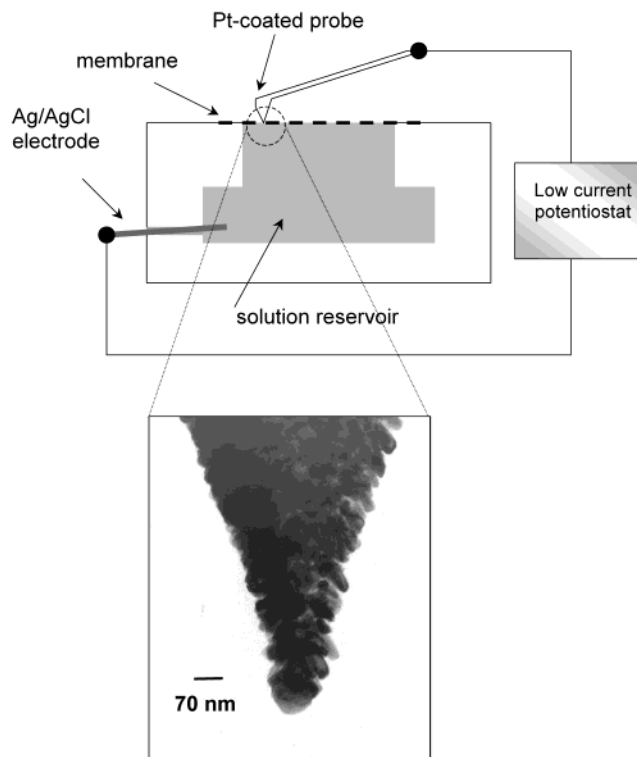 Pt-coated probe
membrane
Ag/AgCl
electrode
Low current
potentiostat
solution reservoir
70 nm